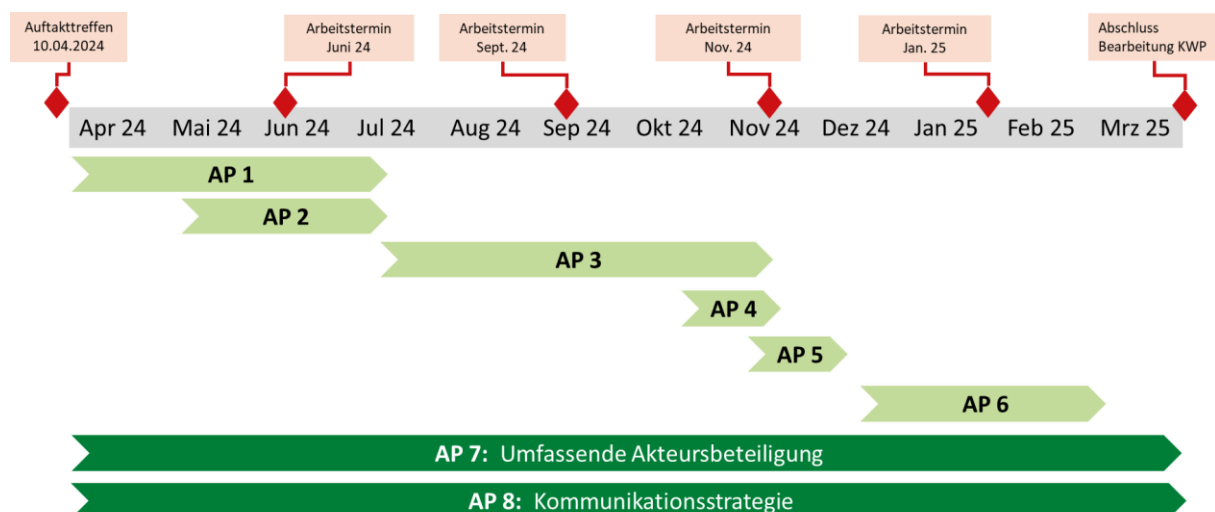 Auftakttreffen
10.04.2024
Arbeitstermin
Juni 24
Arbeitstermin
Sept. 24
Arbeitstermin
Nov. 24
Arbeitstermin
Jan. 25
Abschluss
Bearbeitung KWP
Apr 24 Mai 24 Jun 24 Jul 24 Aug 24 Sep 24 Okt 24 Nov 24 Dez 24 Jan 25 Feb 25 Mrz 25
AP 1
AP 2
AP 3
AP 4
AP 5
AP 6
AP 7: Umfassende Akteursbeteiligung
AP 8: Kommunikationsstrategie